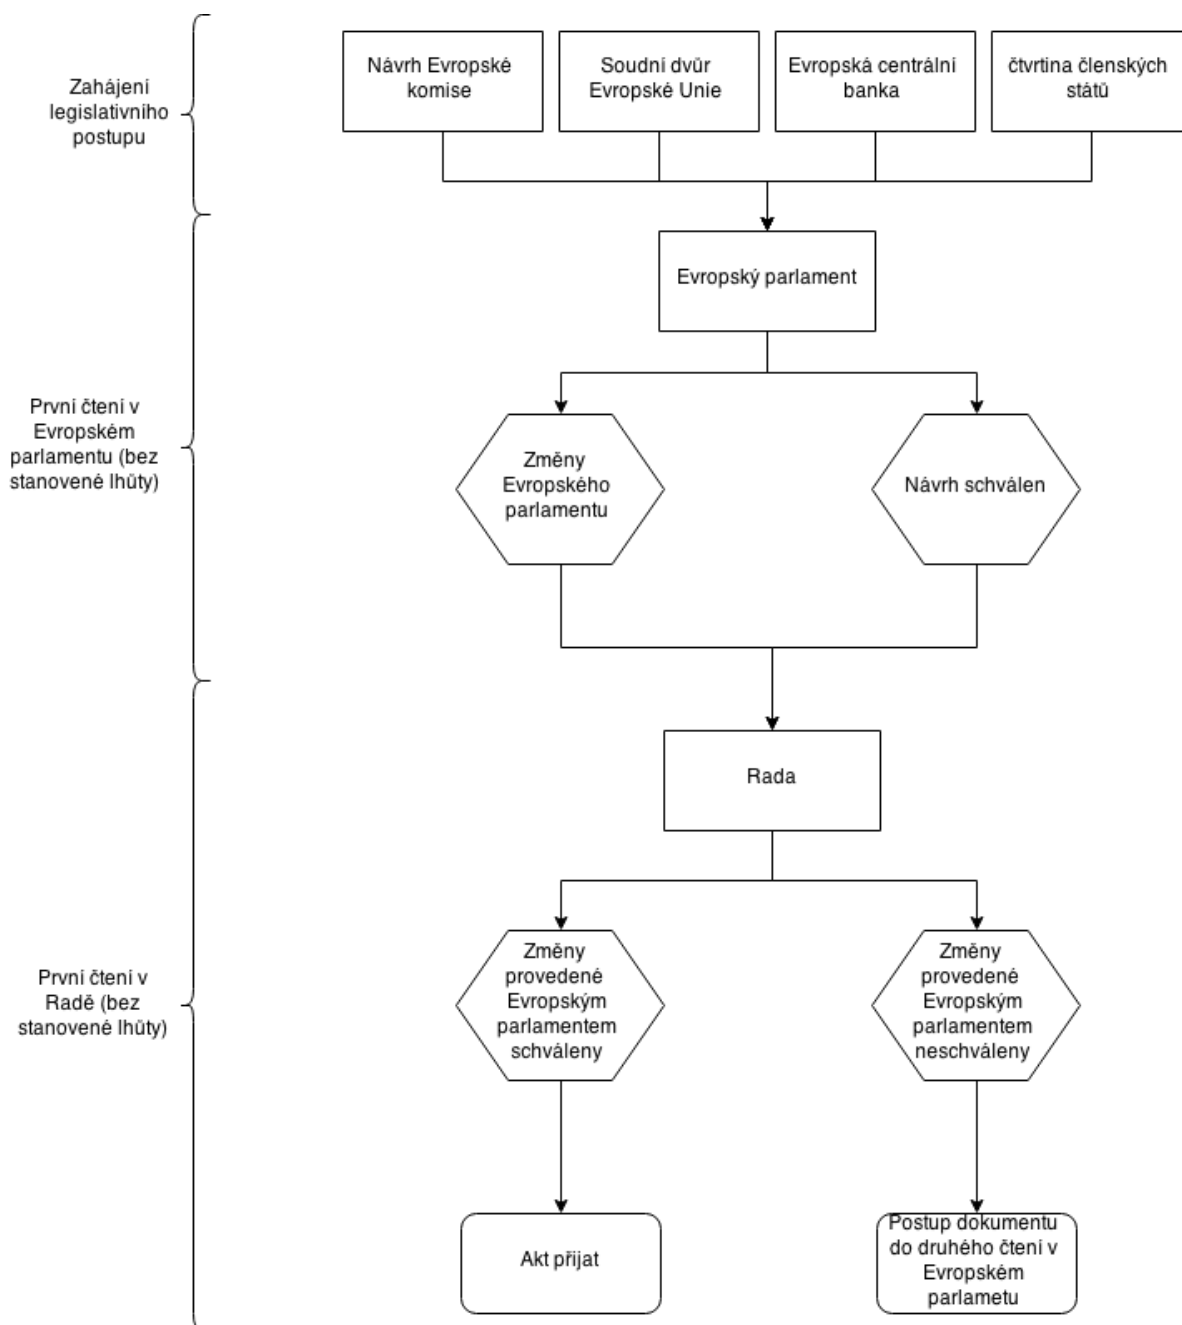 Zahájení
legislativního
postupu
Návrh Evropské
komise
Soudní dvůr
Evropské Unie
Evropská centrální
banka
čtvrtina členských
států
Evropský parlament
První čtení v
Evropském
parlamentu (bez
stanovené lhůty)
Změny
Evropského
parlamentu
Návrh schválen
Rada
První čtení v
Radě (bez
stanovené lhůty)
Změny
provedené
Evropským
parlamentem
schváleny
Změny
provedené
Evropským
parlamentem
neschváleny
Akt přijat
Postup dokumentu
do druhého čtení v
Evropském
parlametu